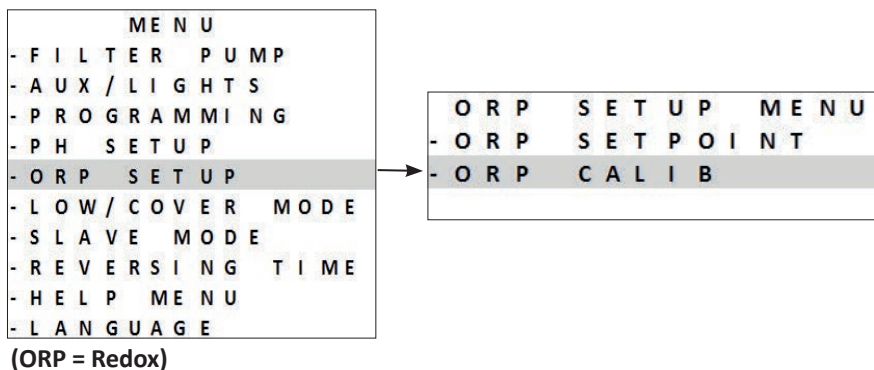 MENU
- FILTER PUMP
- AUX/LIGHTS
- PROGRAMMING
- PH SETUP
- ORP SETUP
- LOW/COVER MODE
- SLAVE MODE
- REVERSING TIME
- HELP MENU
- LANGUAGE
(ORP = Redox)
ORP SETUP MENU
- ORP SETPOINT
- ORP CALIB